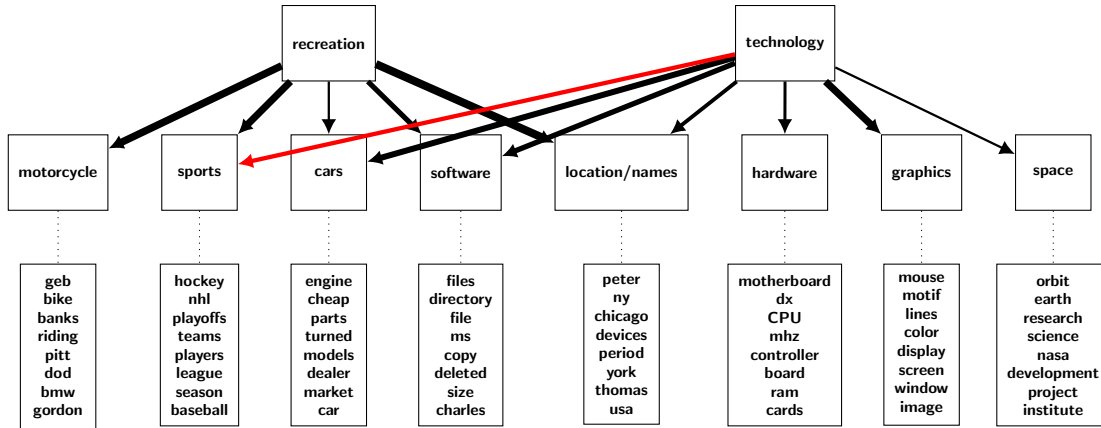 recreation
technology
motorcycle
sports
cars
software
location/names
hardware
graphics
space
geb
bike
banks
riding
pitt
dod
bmw
gordon
hockey
nhl
playoffs
teams
players
league
season
baseball
engine
cheap
parts
turned
models
dealer
market
car
files
directory
file
ms
copy
deleted
size
charles
peter
ny
chicago
devices
period
york
thomas
usa
motherboard
dx
CPU
mhz
controller
board
ram
cards
mouse
motif
lines
color
display
screen
window
image
orbit
earth
research
science
nasa
development
project
institute